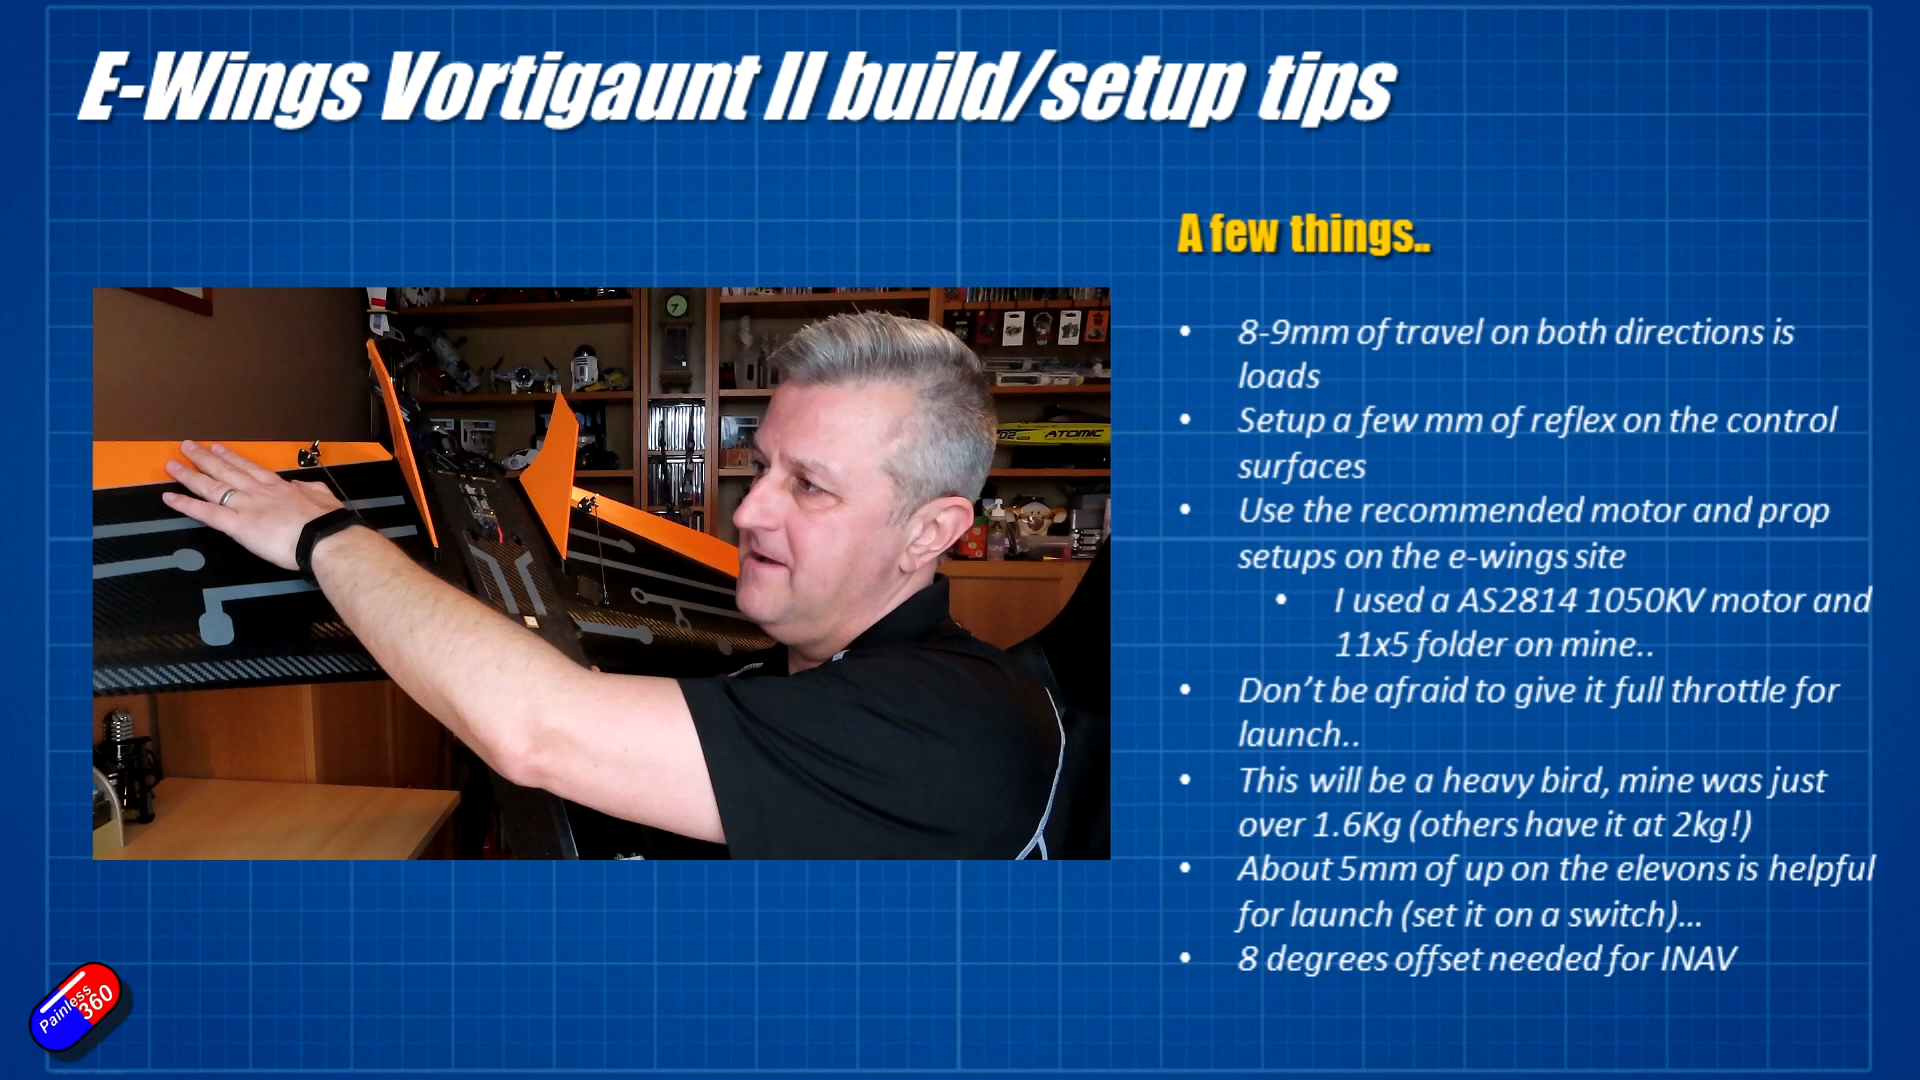 E-Wings Vortigaunt II build/setup tips
A few things..
• 8-9mm of travel on both directions is
loads
• Setup a few mm of reflex on the control
surfaces
• Use the recommended motor and prop
setups on the e-wings site
• I used a AS2814 1050KV motor and
11x5 folder on mine..
• Don’t be afraid to give it full throttle for
launch..
• This will be a heavy bird, mine was just
over 1.6Kg (others have it at 2kg!)
• About 5mm of up on the elevons is helpful
for launch (set it on a switch)...
• 8 degrees offset needed for INAV
ATOMIC
Painless
360